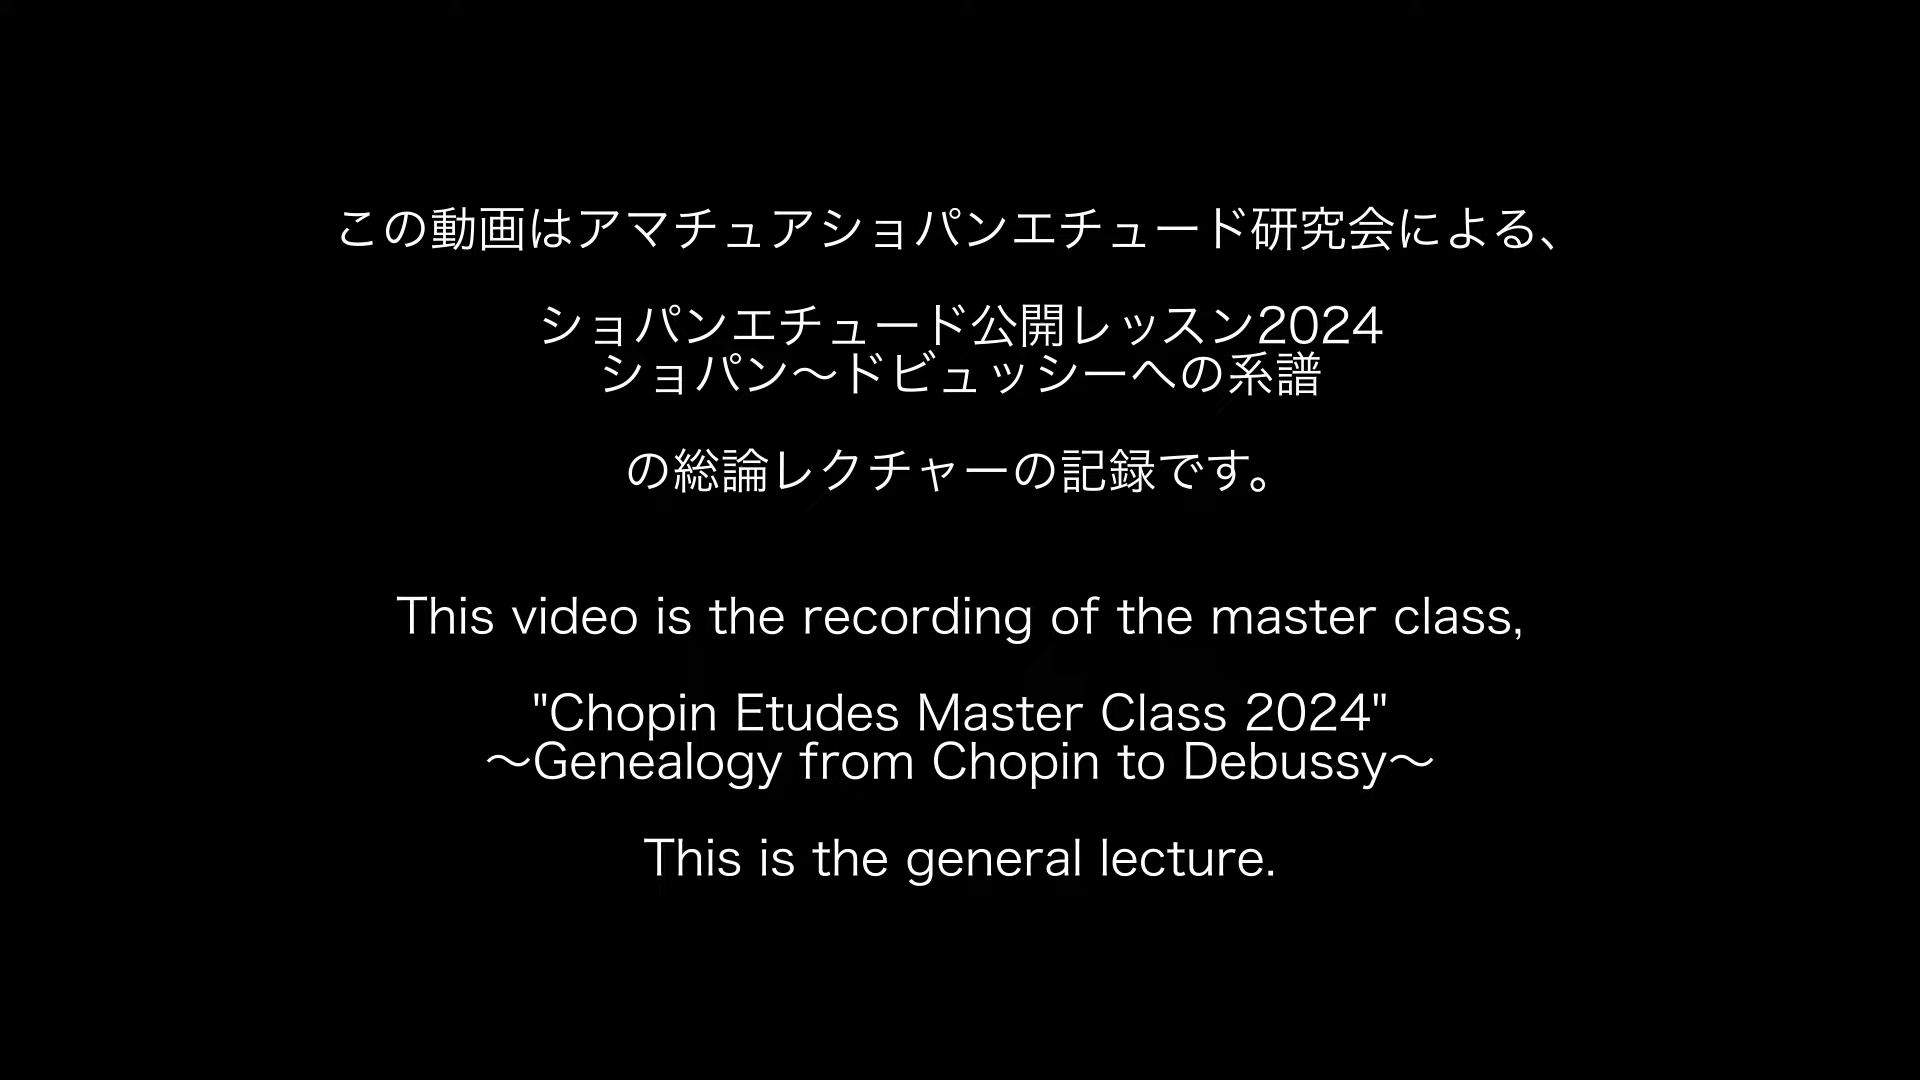 この動画はアマチュアショパンエチュード研究会による、
ショパンエチュード公開レッスン2024
ショパン〜ドビュッシーへの系譜
の総論レクチャーの記録です。
This video is the recording of the master class,
"Chopin Etudes Master Class 2024"
〜Genealogy from Chopin to Debussy〜
This is the general lecture.